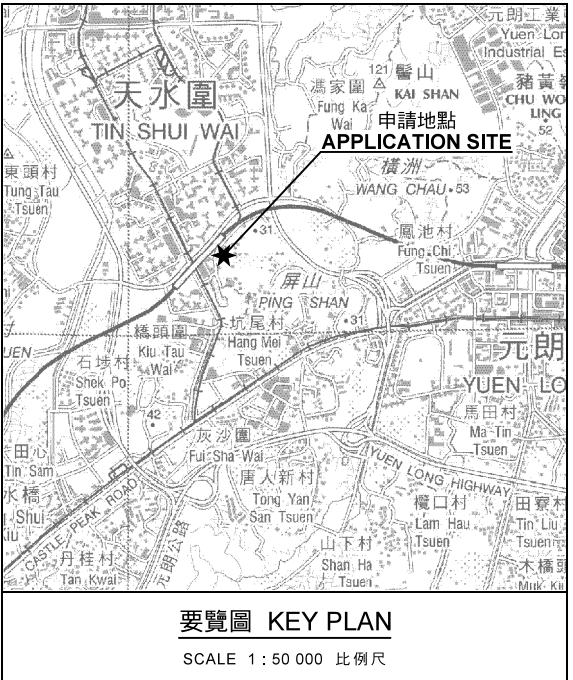 元朗工業
Yuen Lon
Industrial Es
天水圍
TIN SHUI WAI
馮家圍
Fung Ka
Wai
121
髻山
KAI SHAN
CHU WO
LING
52
申請地點
APPLICATION SITE
東頭村
Tung Tau
Tsuen
橫洲
WANG CHAU
53
31
鳳池村
Fung Chi
Tsuen
屏山
PING SHAN
31
橋頭圍
Kiu Tau
Wai
坑尾村
Hang Mei
Tsuen
元朗
YUEN LO
UEN
石埗村
Shek Po
Tsuen
42
馬田村
Ma Tin
Tsuen
灰沙圍
Fui Sha Wai
田心
Tin Sam
水橋
Shui
iu
CASTLE PEAK ROAD
YUEN LONG HIGHWAY
唐人新村
Tong Yan
San Tsuen
欖口村
Lam Hau
Tsuen
田寮村
Tin Liu
Tsuen
丹桂村
Tan Kwai
元朗公路
山下村
Shan Ha
Tsuen
木橋頭
Muk Kiu
要覽圖 KEY PLAN
SCALE 1 : 50 000 比例尺